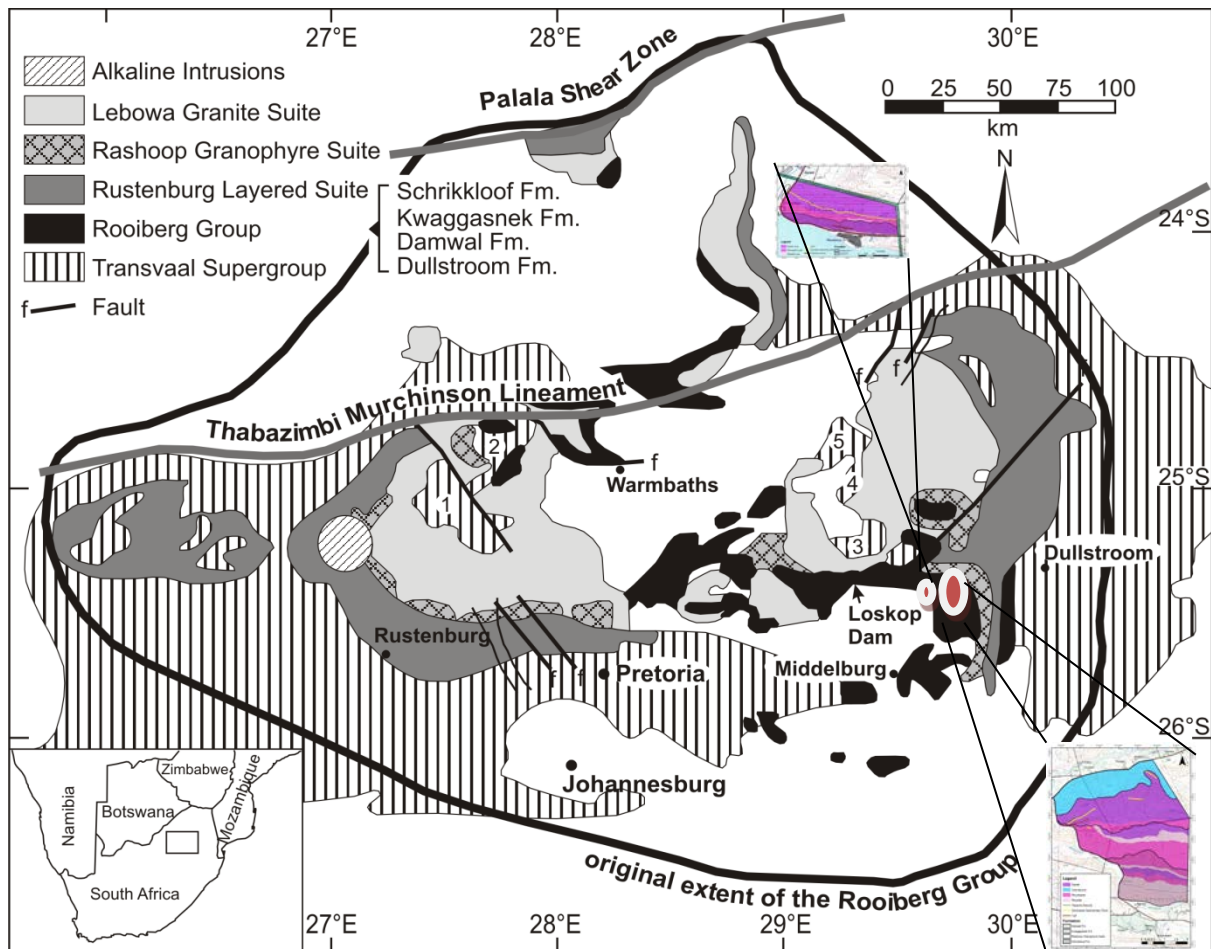 27°E
28°E
30°E
Alkaline Intrusions
Lebowa Granite Suite
Rashoop Granophyre Suite
Rustenburg Layered Suite
Rooiberg Group
Transvaal Supergroup
f Fault
Schrikkloof Fm.
Kwaggasnek Fm.
Damwal Fm.
Dullstroom Fm.
Palala Shear Zone
0 25 50 75 100
km
N
24°S
Thabazimbi Murchinson Lineament
f
f
f
2
f
Warmbaths
1
5
4
3
25°S
Dullstroom
Loskop
Dam
Rustenburg
Pretoria
f
f
Middelburg
26°S
Johannesburg
original extent of the Rooiberg Group
Namibia
Zimbabwe
Botswana
Mozambique
South Africa
27°E
28°E
29°E
30°E
Legend